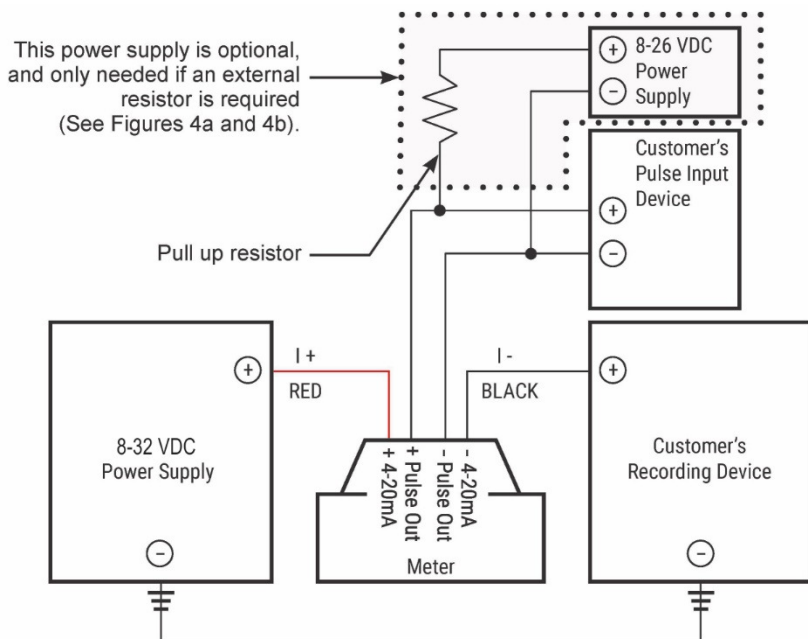 This power supply is optional,
and only needed if an external
resistor is required
(See Figures 4a and 4b).
+
8-26 VDC
Power
Supply
−
Customer’s
Pulse Input
Device
+
−
Pull up resistor
I +
RED
I -
BLACK
+
8-32 VDC
Power Supply
−
+ 4-20mA
+ Pulse Out
- Pulse Out
- 4-20mA
Meter
+
Customer’s
Recording Device
−